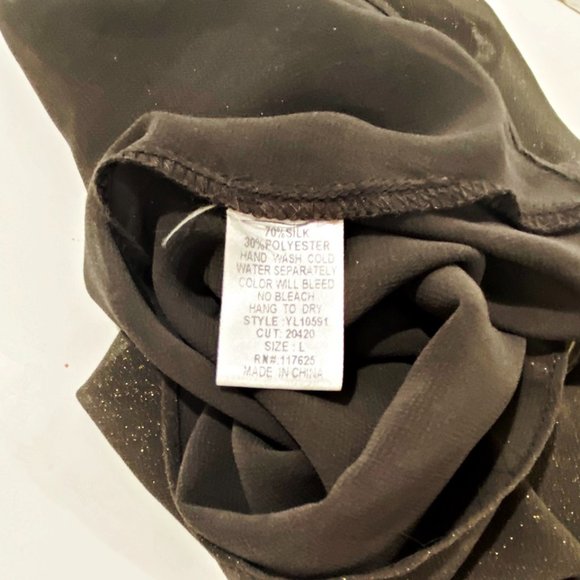 70%SILK
30%POLYESTER
HAND WASH COLD
WATER SEPARATELY
COLOR WILL BLEED
NO BLEACH
HANG TO DRY
STYLE :YL10591
CUT: 20420
SIZE : L
RN#:117625
MADE IN CHINA